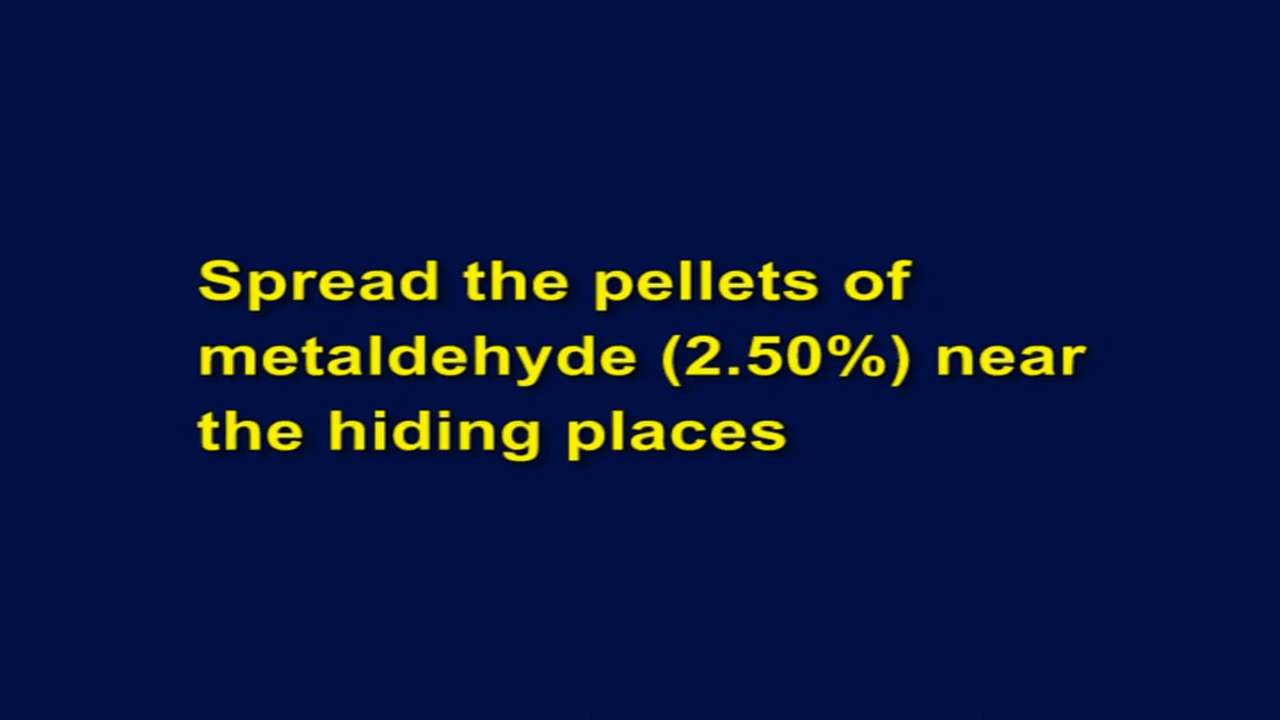 Spread the pellets of
metaldehyde (2.50%) near
the hiding places